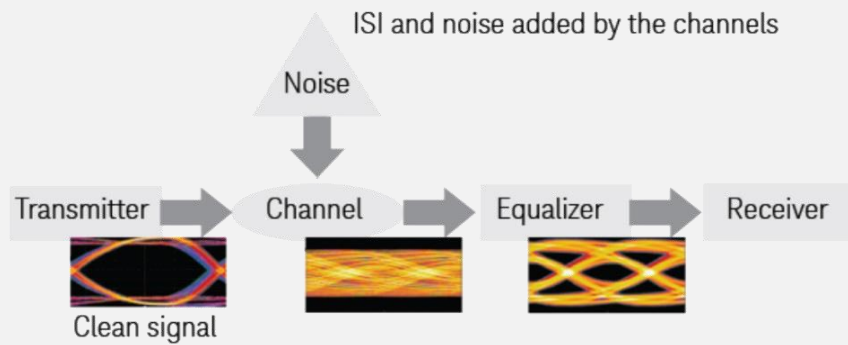 ISI and noise added by the channels
Noise
Transmitter
Channel
Equalizer
Receiver
Clean signal